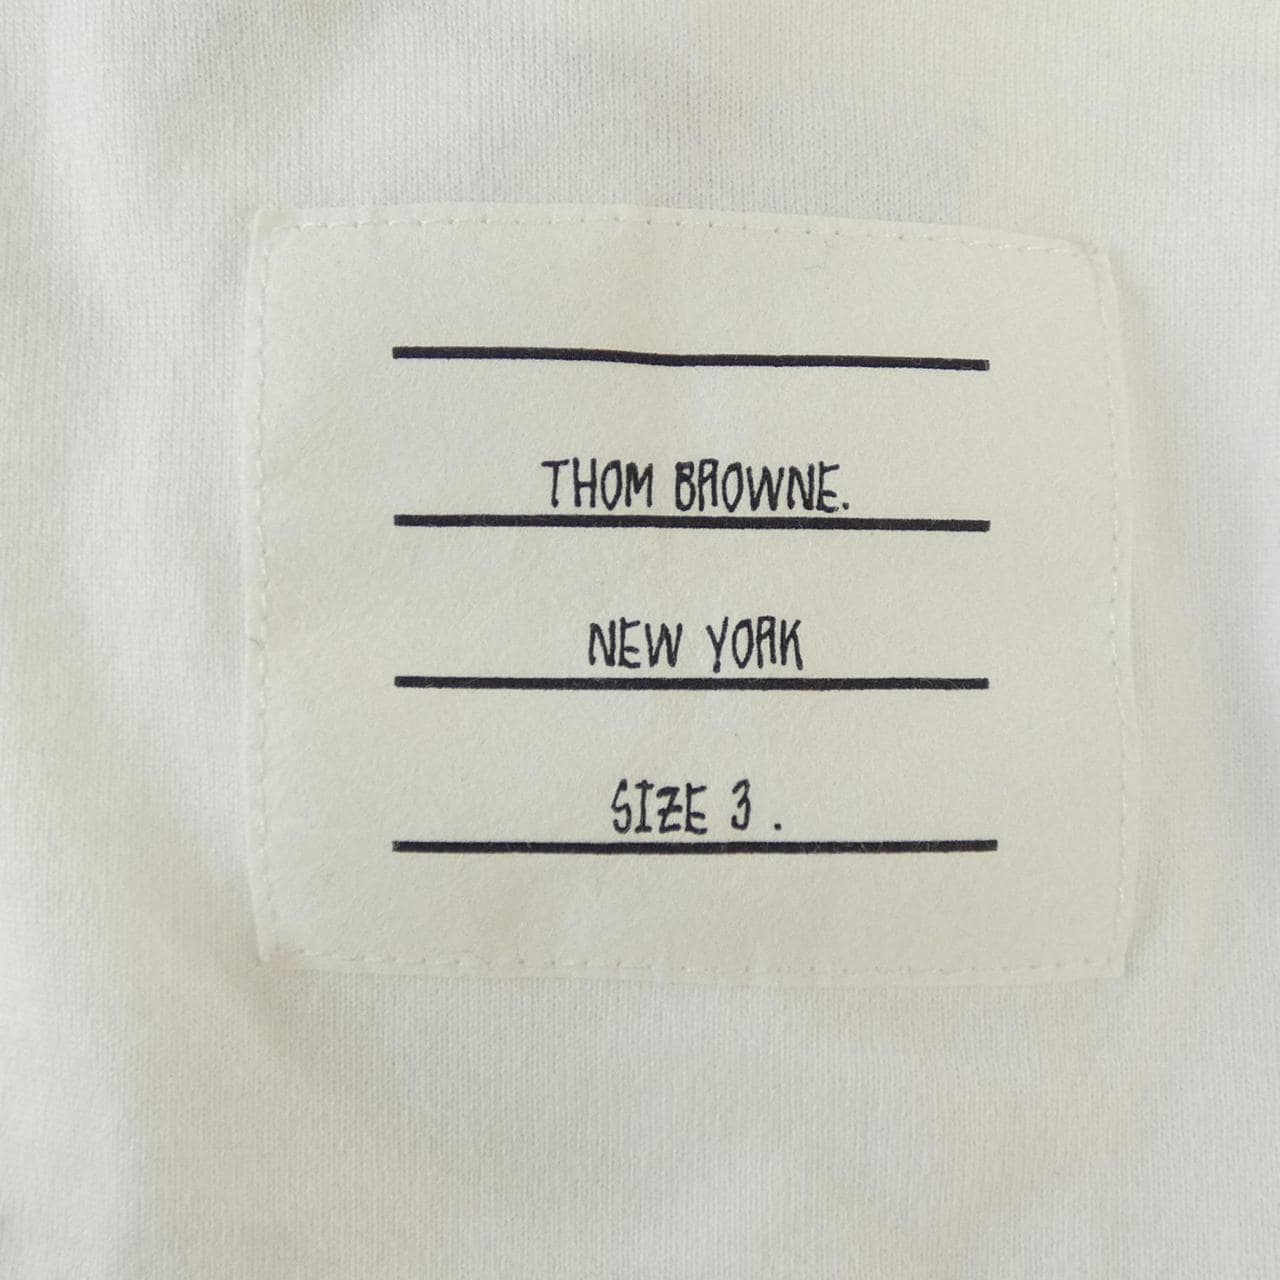 THOM BROWNE.
NEW YORK
SIZE 3 .